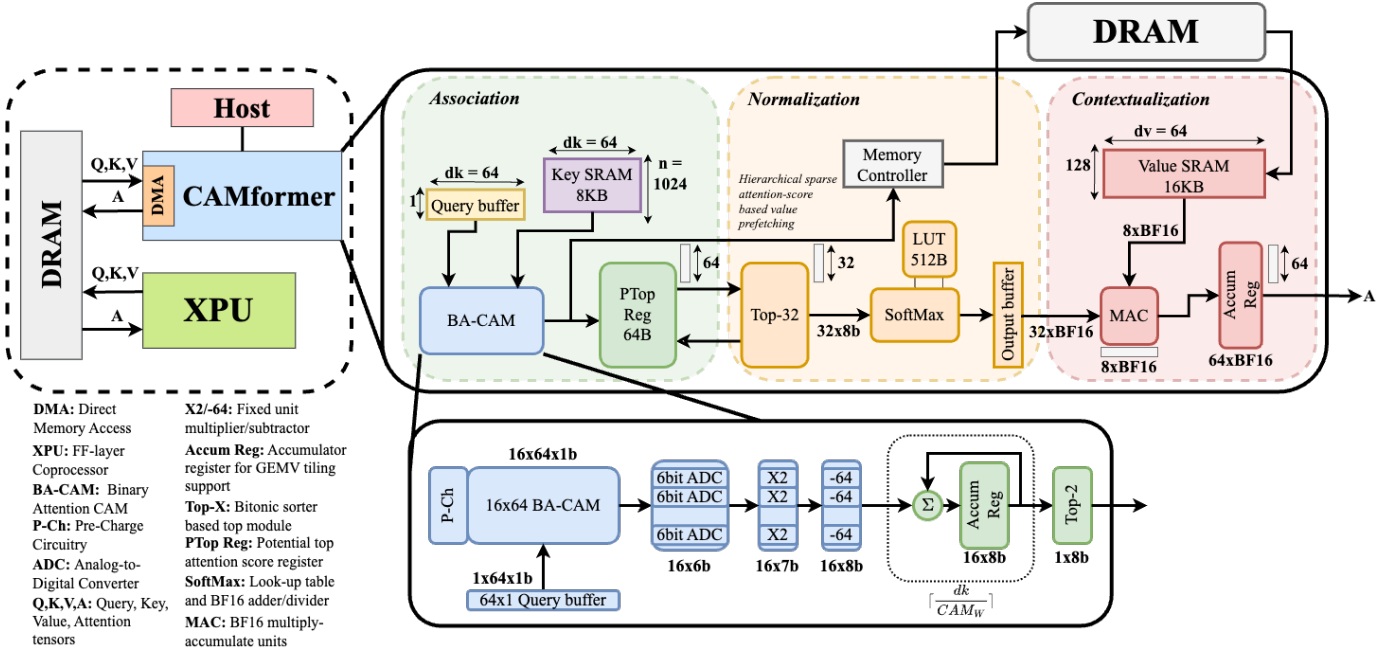 DRAM
Host
Q,K,V
A
DMA
CAMformer
DRAM
Q,K,V
A
XPU
Association
Normalization
Contextualization
dk = 64
1
Query buffer
dk = 64
Key SRAM
8KB
n =
1024
Hierarchical sparse
attention-score
based value
prefetching
Memory
Controller
dv = 64
128
Value SRAM
16KB
BA-CAM
64
PTop
Reg
64B
32
Top-32
32x8b
LUT
512B
SoftMax
Output buffer
32xBF16
8xBF16
MAC
8xBF16
Accum
Reg
64xBF16
64
A
DMA: Direct
Memory Access
XPU: FF-layer
Coprocessor
BA-CAM: Binary
Attention CAM
P-Ch: Pre-Charge
Circuitry
ADC: Analog-to-
Digital Converter
Q,K,V,A: Query, Key,
Value, Attention
tensors
X2/-64: Fixed unit
multiplier/subtractor
Accum Reg: Accumulator
register for GEMV tiling
support
Top-X: Bitonic sorter
based top module
PTop Reg: Potential top
attention score register
SoftMax: Look-up table
and BF16 adder/divider
MAC: BF16 multiply-
accumulate units
16x64x1b
P-Ch
16x64 BA-CAM
1x64x1b
64x1 Query buffer
6bit ADC
6bit ADC
6bit ADC
16x6b
X2
X2
X2
16x7b
-64
-64
-64
16x8b
Σ
Accum
Reg
16x8b
⌈dk/CAM_W⌉
Top-2
1x8b